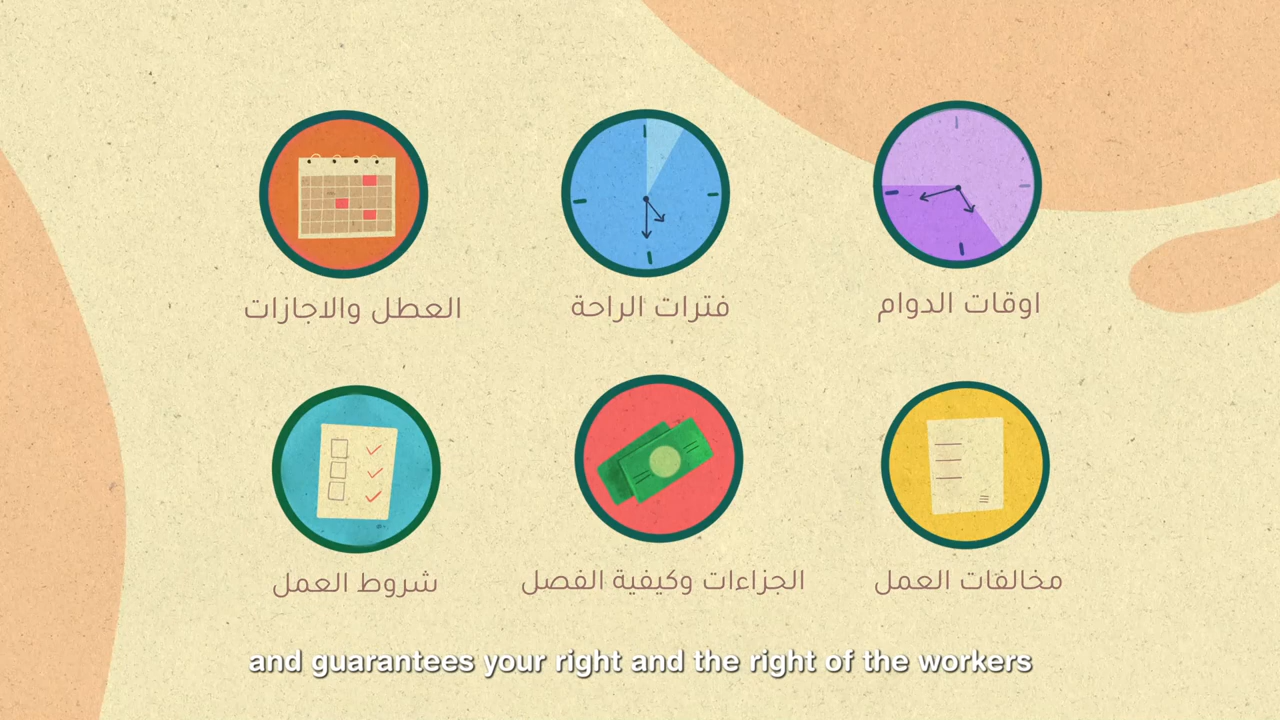 اوقات الدوام
فترات الراحة
العطل والاجازات
مخالفات العمل
الجزاءات وكيفية الفصل
شروط العمل
and guarantees your right and the right of the workers